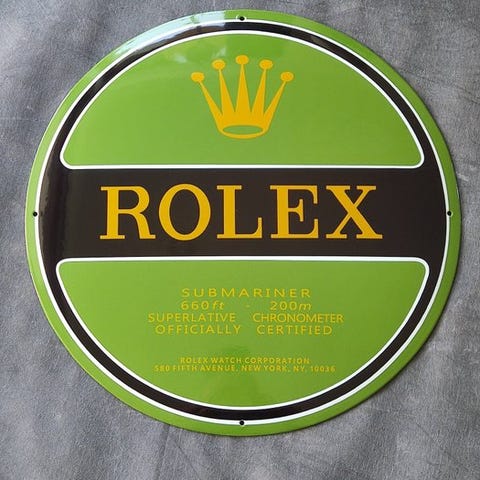 ROLEX
SUBMARINER
660ft - 200m
SUPERLATIVE CHRONOMETER
OFFICIALLY CERTIFIED
ROLEX WATCH CORPORATION
580 FIFTH AVENUE, NEW YORK, NY, 10036